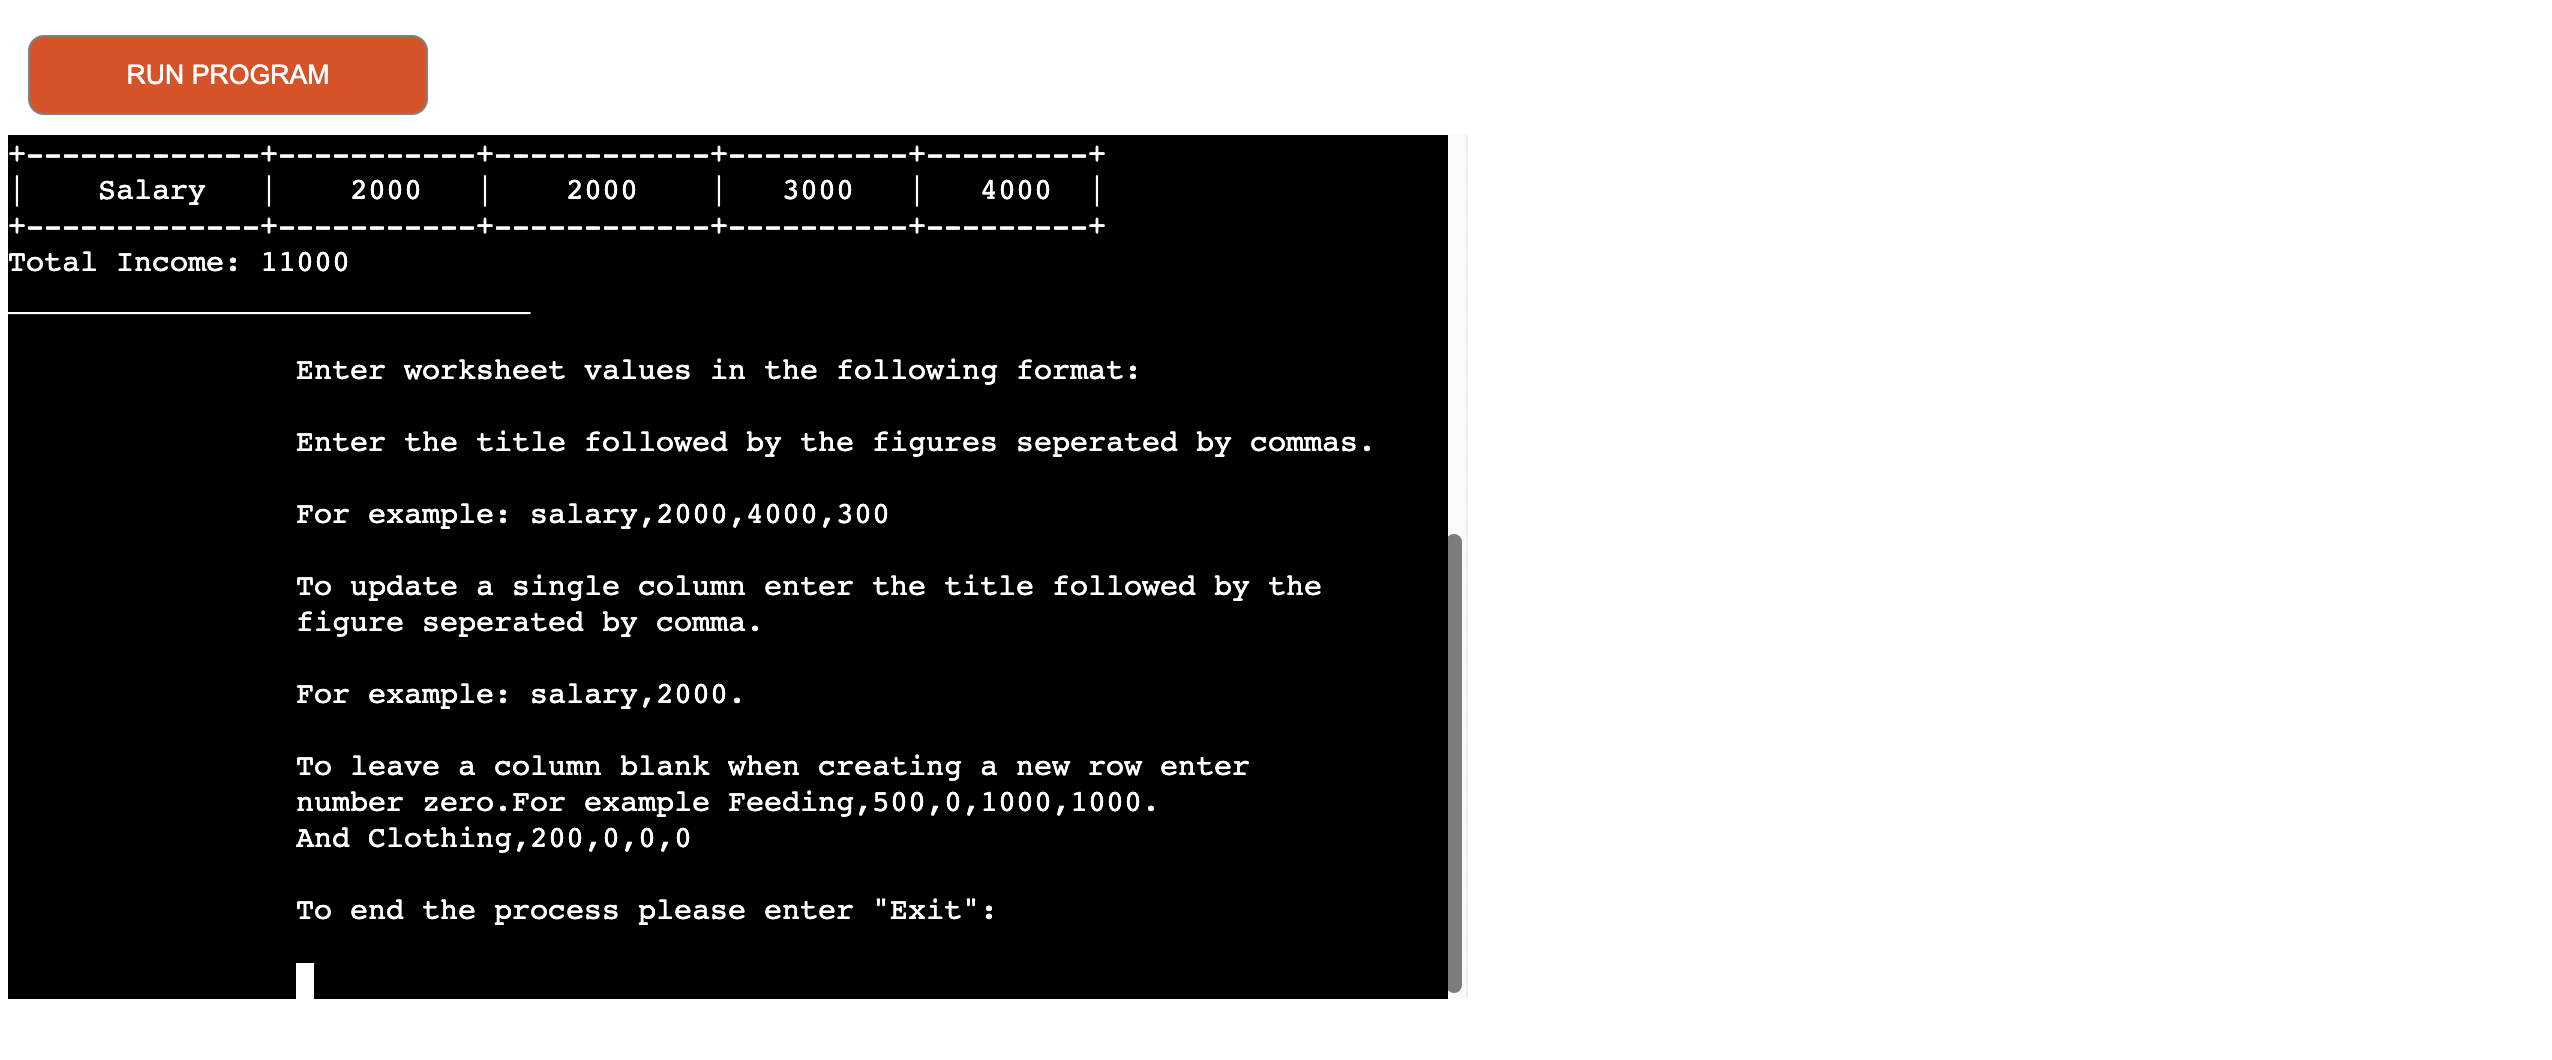 RUN PROGRAM
+-------------+-----------+------------+----------+---------+
|    Salary   |    2000   |    2000    |   3000   |   4000  |
+-------------+-----------+------------+----------+---------+
Total Income: 11000
_____________________________
Enter worksheet values in the following format:
Enter the title followed by the figures seperated by commas.
For example: salary,2000,4000,300
To update a single column enter the title followed by the
figure seperated by comma.
For example: salary,2000.
To leave a column blank when creating a new row enter
number zero.For example Feeding,500,0,1000,1000.
And Clothing,200,0,0,0
To end the process please enter "Exit":